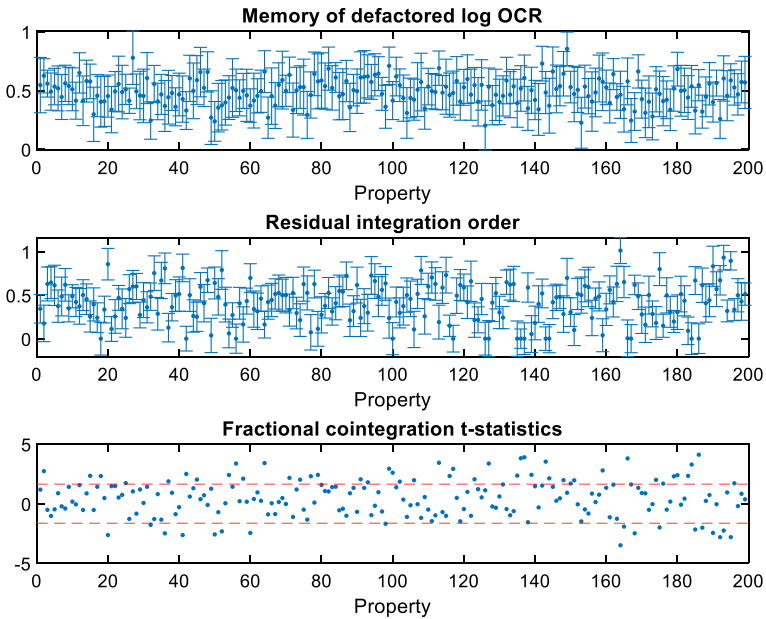 Memory of defactored log OCR
1
0.5
0
0 20 40 60 80 100 120 140 160 180 200
Property
Residual integration order
1
0.5
0
0 20 40 60 80 100 120 140 160 180 200
Property
Fractional cointegration t-statistics
5
0
-5
0 20 40 60 80 100 120 140 160 180 200
Property